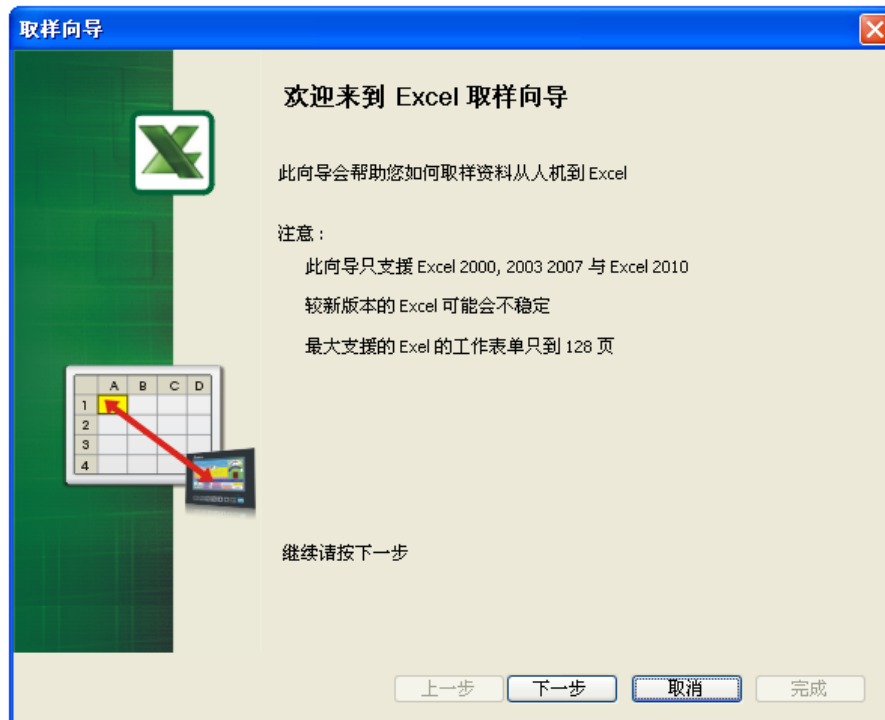 取样向导
欢迎来到 Excel 取样向导
此向导会帮助您如何取样资料从人机到 Excel
注意：
此向导只支援 Excel 2000, 2003 2007 与 Excel 2010
较新版本的 Excel 可能会不稳定
最大支援的 Exel 的工作表单只到 128 页
A B C D
1
2
3
4
继续请按下一步
上一步 下一步 取消 完成